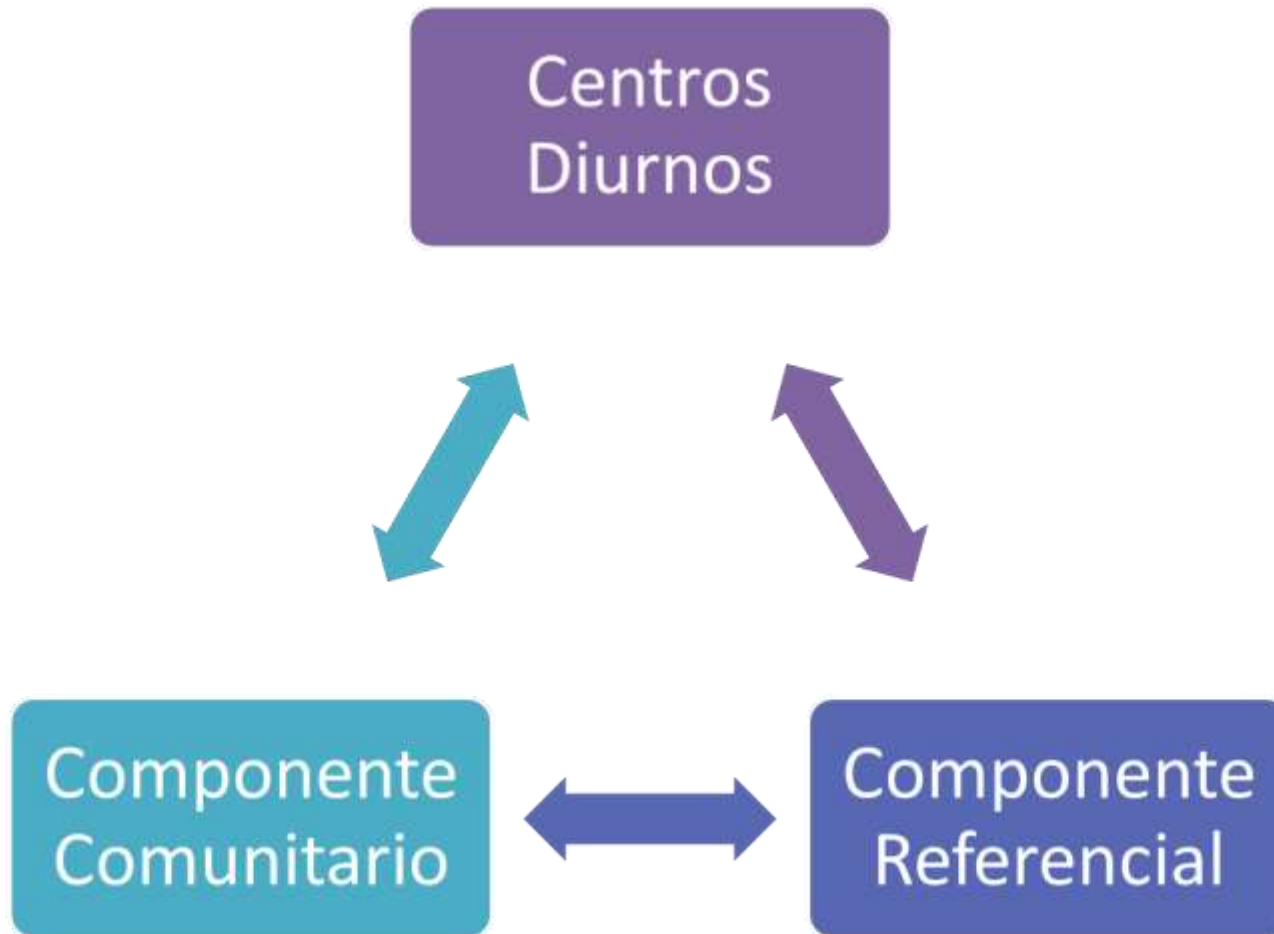 Centros
Diurnos
Componente
Comunitario
Componente
Referencial